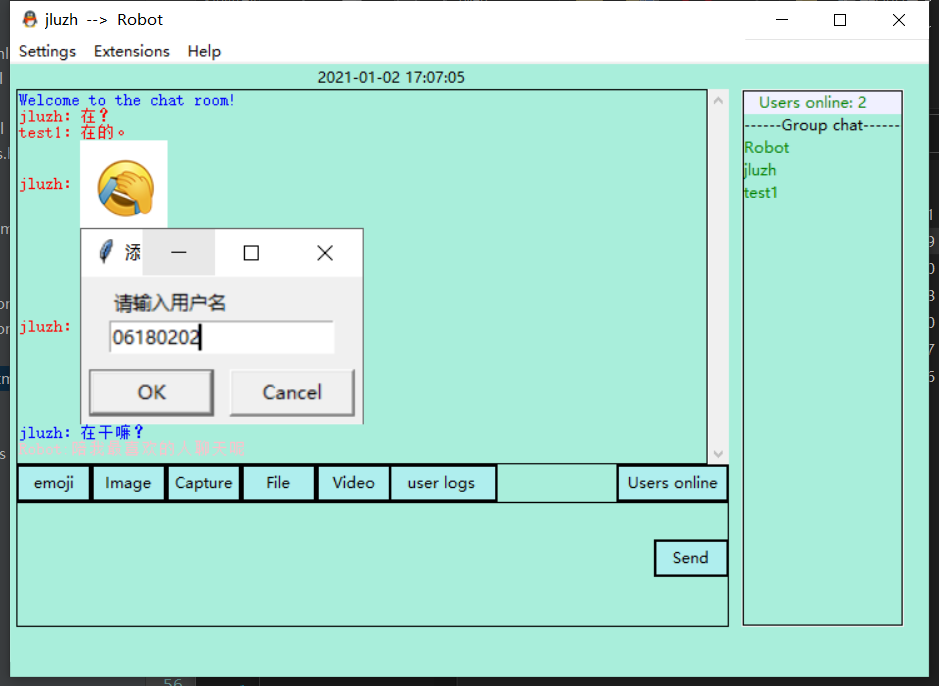 jluzh --> Robot
Settings Extensions Help
2021-01-02 17:07:05
Welcome to the chat room!
jluzh: 在?
test1: 在的。
jluzh:
添
请输入用户名
jluzh:
06180202
OK Cancel
jluzh: 在干嘛?
emoji Image Capture File Video user logs Users online
Send
Users online: 2
------Group chat------
Robot
jluzh
test1
56